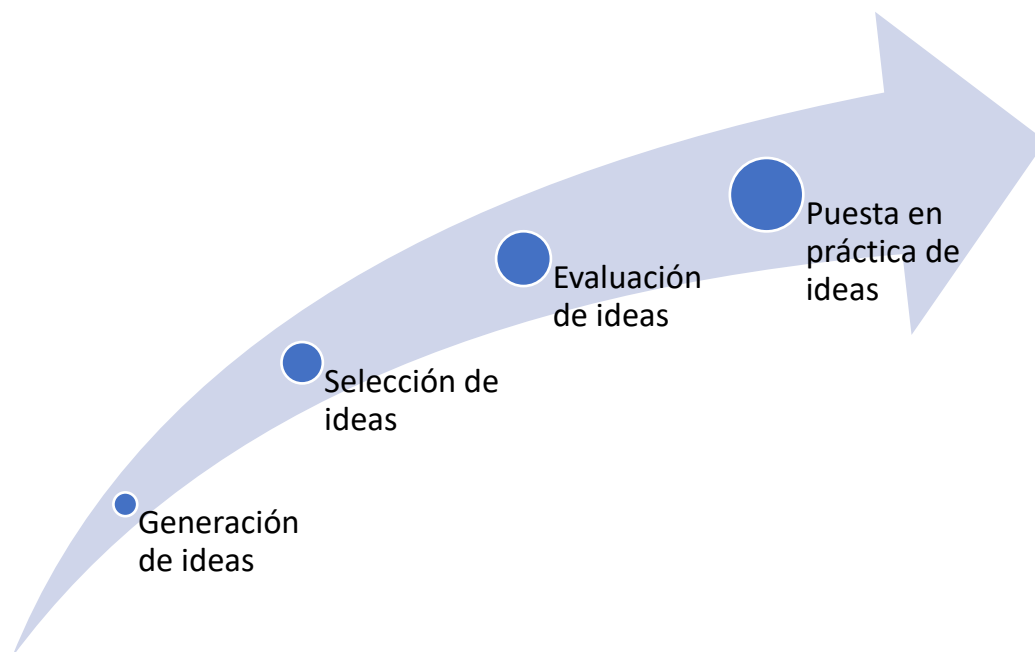 Generación
de ideas
Selección de
ideas
Evaluación
de ideas
Puesta en
práctica de
ideas